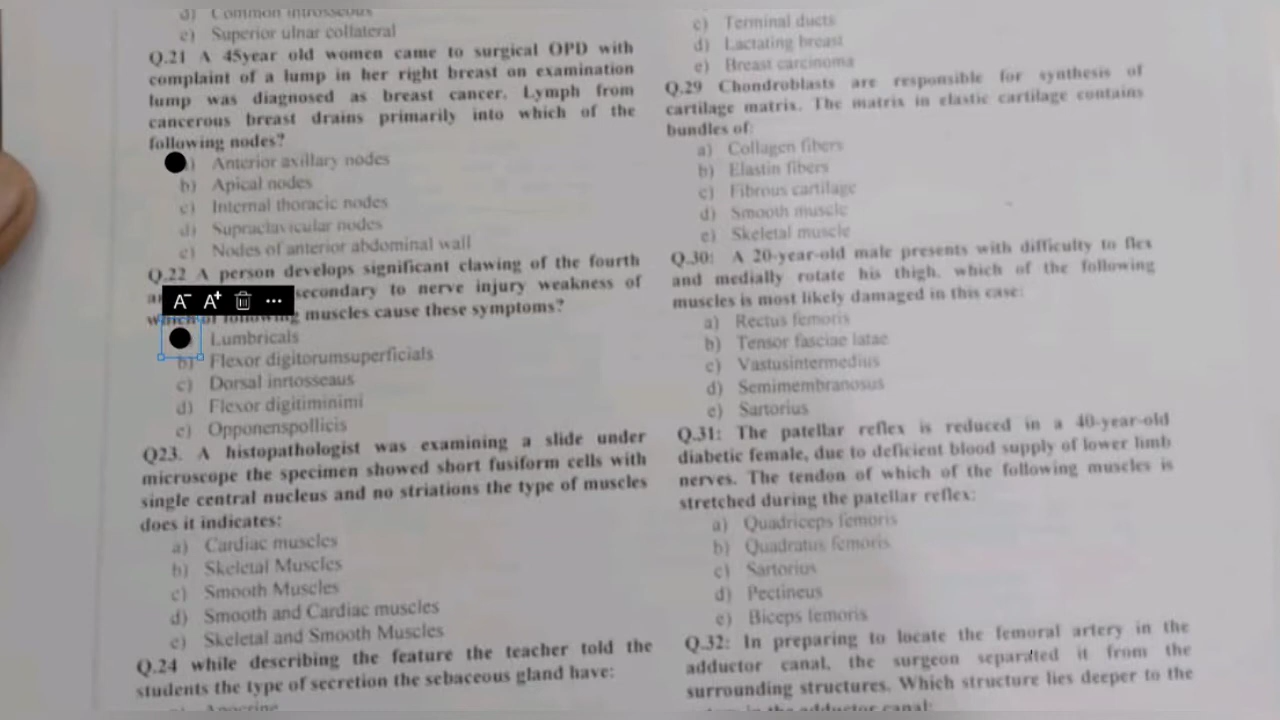 d) Common introsseous
e) Superior ulnar collateral
Q.21 A 45year old women came to surgical OPD with
complaint of a lump in her right breast on examination
lump was diagnosed as breast cancer. Lymph from
cancerous breast drains primarily into which of the
following nodes?
) Anterior axillary nodes
b) Apical nodes
c) Internal thoracic nodes
d) Supraclavicular nodes
e) Nodes of anterior abdominal wall
Q.22 A person develops significant clawing of the fourth
secondary to nerve injury weakness of
which of following muscles cause these symptoms?
A- A+ ...
Lumbricals
b) Flexor digitorumsuperficials
c) Dorsal inrtosseaus
d) Flexor digitiminimi
e) Opponenspollicis
Q23. A histopathologist was examining a slide under
microscope the specimen showed short fusiform cells with
single central nucleus and no striations the type of muscles
does it indicates:
a) Cardiac muscles
b) Skeletal Muscles
c) Smooth Muscles
d) Smooth and Cardiac muscles
e) Skeletal and Smooth Muscles
Q.24 while describing the feature the teacher told the
students the type of secretion the sebaceous gland have:
Apocrine
c) Terminal ducts
d) Lactating breast
e) Breast carcinoma
Q.29 Chondroblasts are responsible for synthesis of
cartilage matrix. The matrix in elastic cartilage contains
bundles of:
a) Collagen fibers
b) Elastin fibers
c) Fibrous cartilage
d) Smooth muscle
e) Skeletal muscle
Q.30: A 20-year-old male presents with difficulty to flex
and medially rotate his thigh. which of the following
muscles is most likely damaged in this case:
a) Rectus femoris
b) Tensor fasciae latae
c) Vastusintermedius
d) Semimembranosus
e) Sartorius
Q.31: The patellar reflex is reduced in a 40-year-old
diabetic female, due to deficient blood supply of lower limb
nerves. The tendon of which of the following muscles is
stretched during the patellar reflex:
a) Quadriceps femoris
b) Quadratus femoris
c) Sartorius
d) Pectineus
e) Biceps femoris
Q.32: In preparing to locate the femoral artery in the
adductor canal, the surgeon separated it from the
surrounding structures. Which structure lies deeper to the
in the adductor canal: